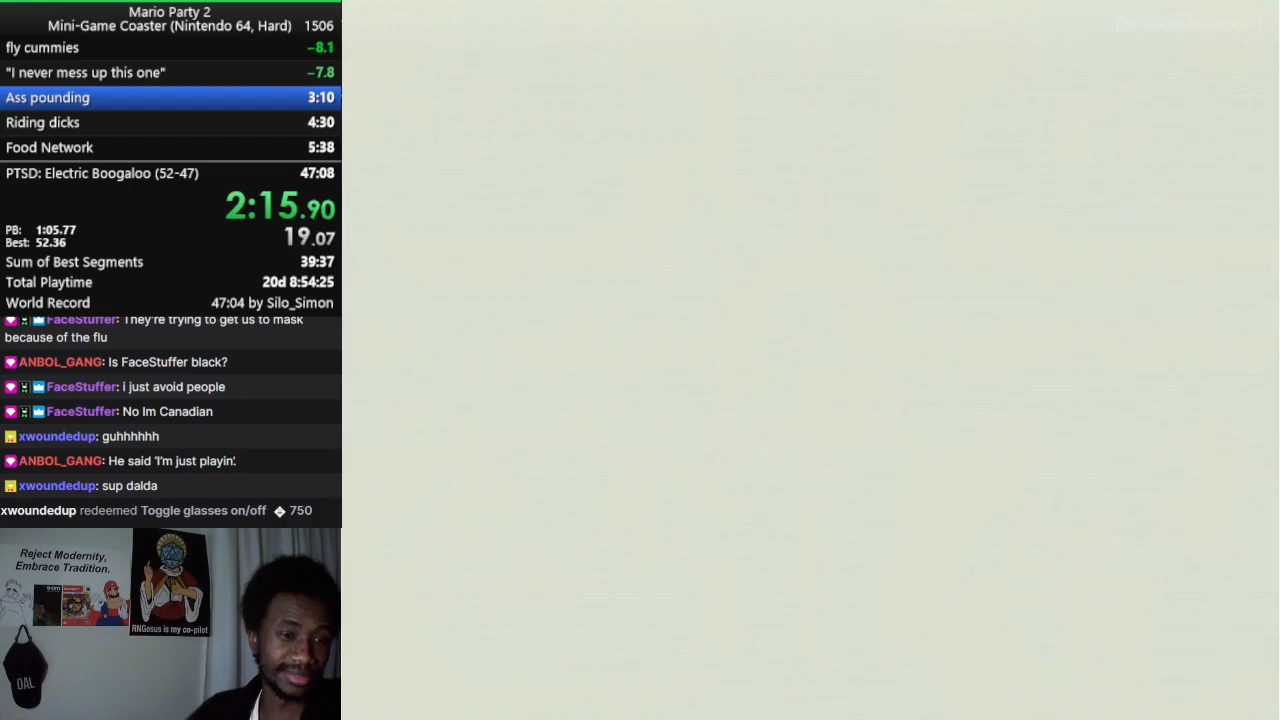 Mario Party 2
Mini-Game Coaster (Nintendo 64, Hard) 1506
fly cummies −8.1
"I never mess up this one" −7.8
Ass pounding 3:10
Riding dicks 4:30
Food Network 5:38
PTSD: Electric Boogaloo (52-47) 47:08
2:15.90
PB: 1:05.77
Best: 52.36
19.07
Sum of Best Segments 39:37
Total Playtime 20d 8:54:25
World Record 47:04 by Silo_Simon
FaceStuffer: They're trying to get us to mask
because of the flu
ANBOL_GANG: Is FaceStuffer black?
FaceStuffer: i just avoid people
FaceStuffer: No Im Canadian
xwoundedup: guhhhhhh
ANBOL_GANG: He said 'I'm just playin'.
xwoundedup: sup dalda
xwoundedup redeemed Toggle glasses on/off 750
Reject Modernity,
Embrace Tradition.
RNGesus is my co-pilot
DAL